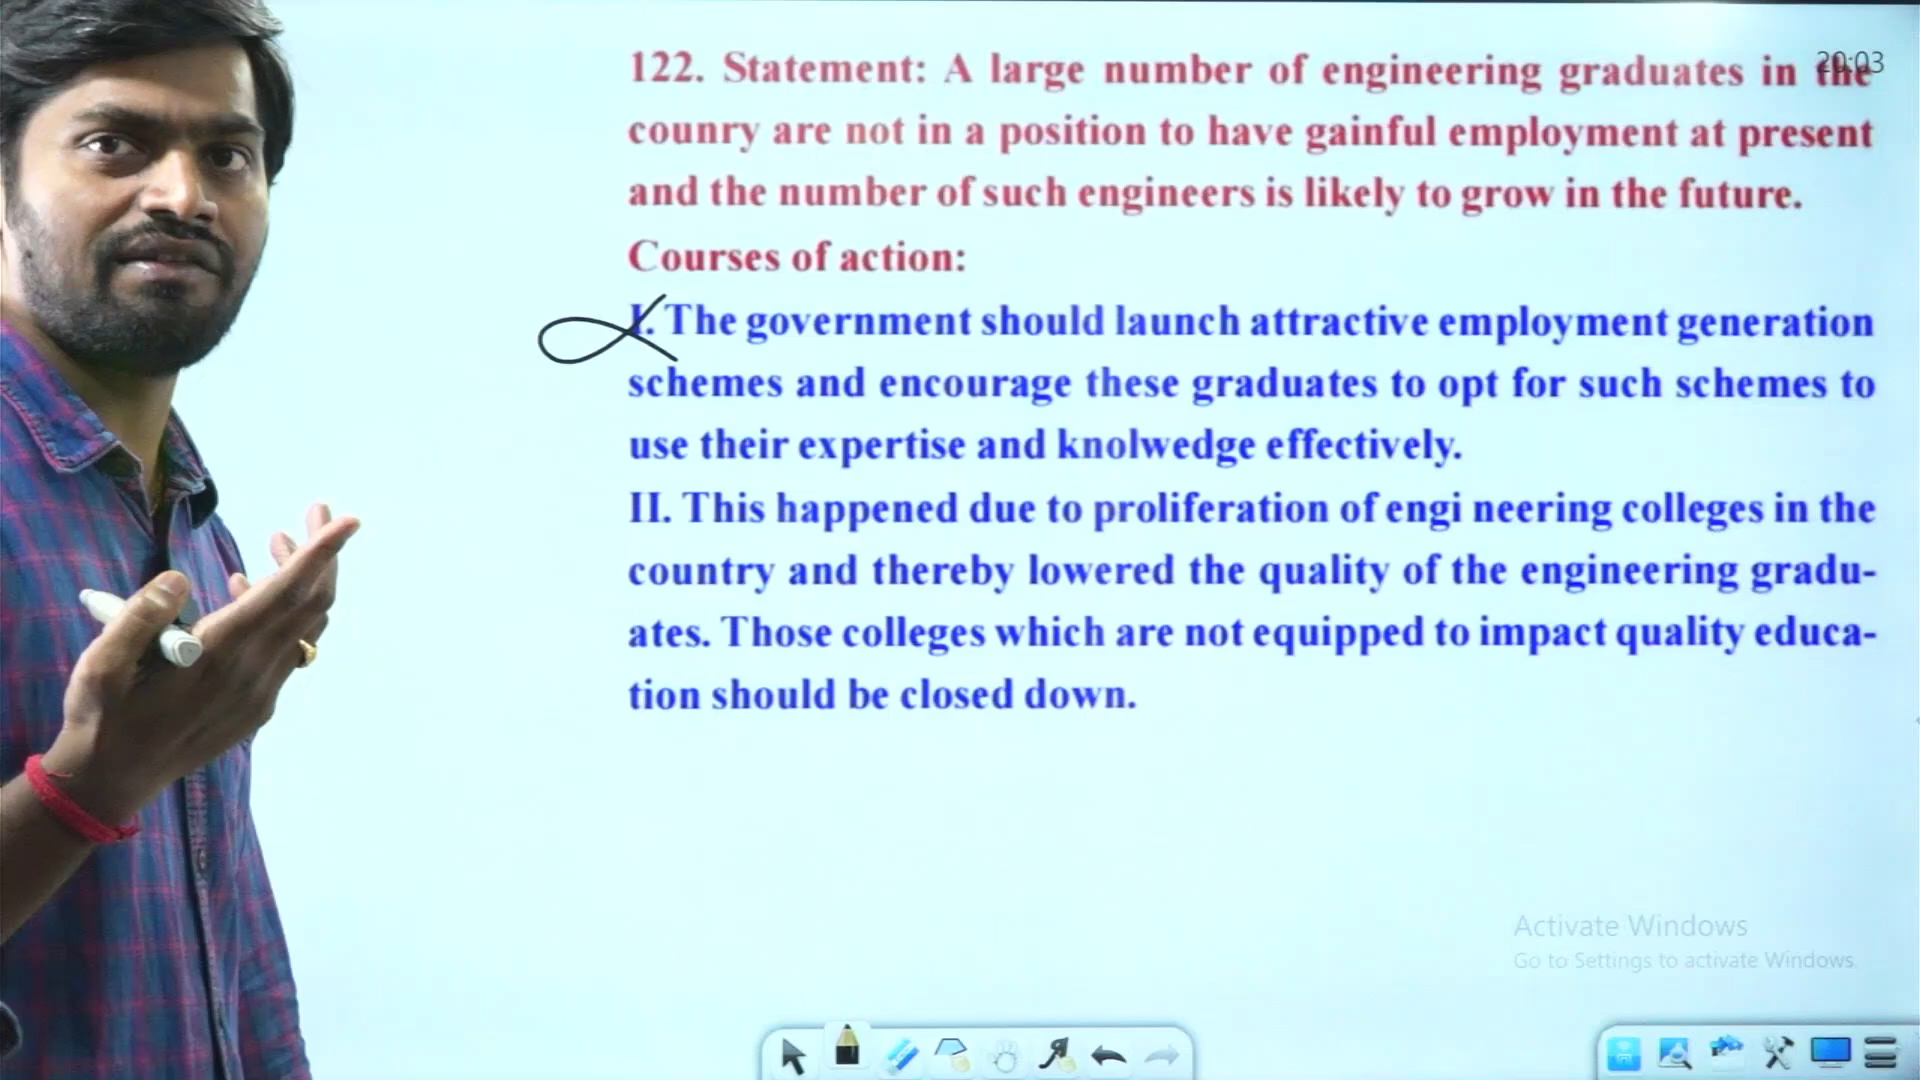 122. Statement: A large number of engineering graduates in the
20:03
counry are not in a position to have gainful employment at present
and the number of such engineers is likely to grow in the future.
Courses of action:
I. The government should launch attractive employment generation
schemes and encourage these graduates to opt for such schemes to
use their expertise and knolwedge effectively.
II. This happened due to proliferation of engi neering colleges in the
country and thereby lowered the quality of the engineering gradu-
ates. Those colleges which are not equipped to impact quality educa-
tion should be closed down.
Activate Windows
Go to Settings to activate Windows.